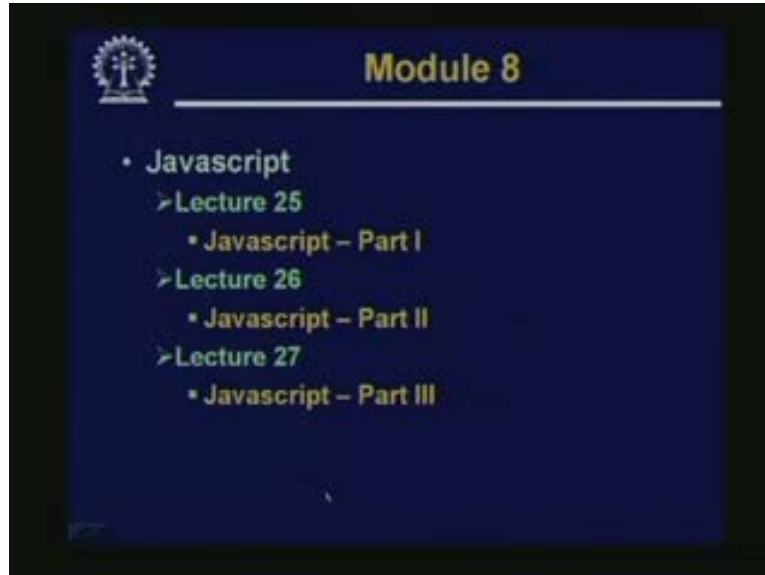 Module 8
• Javascript
➢Lecture 25
▪ Javascript – Part I
➢Lecture 26
▪ Javascript – Part II
➢Lecture 27
▪ Javascript – Part III